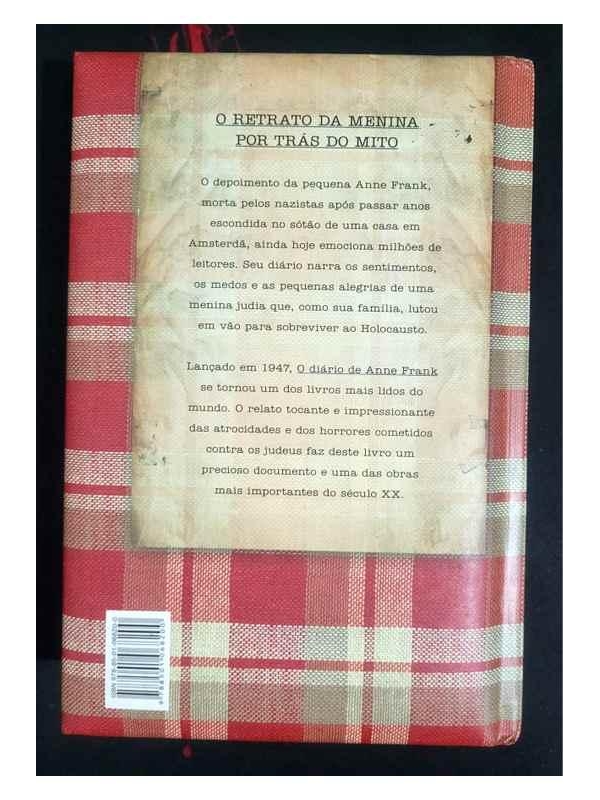 O RETRATO DA MENINA
POR TRÁS DO MITO
O depoimento da pequena Anne Frank,
morta pelos nazistas após passar anos
escondida no sótão de uma casa em
Amsterdã, ainda hoje emociona milhões de
leitores. Seu diário narra os sentimentos,
os medos e as pequenas alegrias de uma
menina judia que, como sua família, lutou
em vão para sobreviver ao Holocausto.
Lançado em 1947, O diário de Anne Frank
se tornou um dos livros mais lidos do
mundo. O relato tocante e impressionante
das atrocidades e dos horrores cometidos
contra os judeus faz deste livro um
precioso documento e uma das obras
mais importantes do século XX.